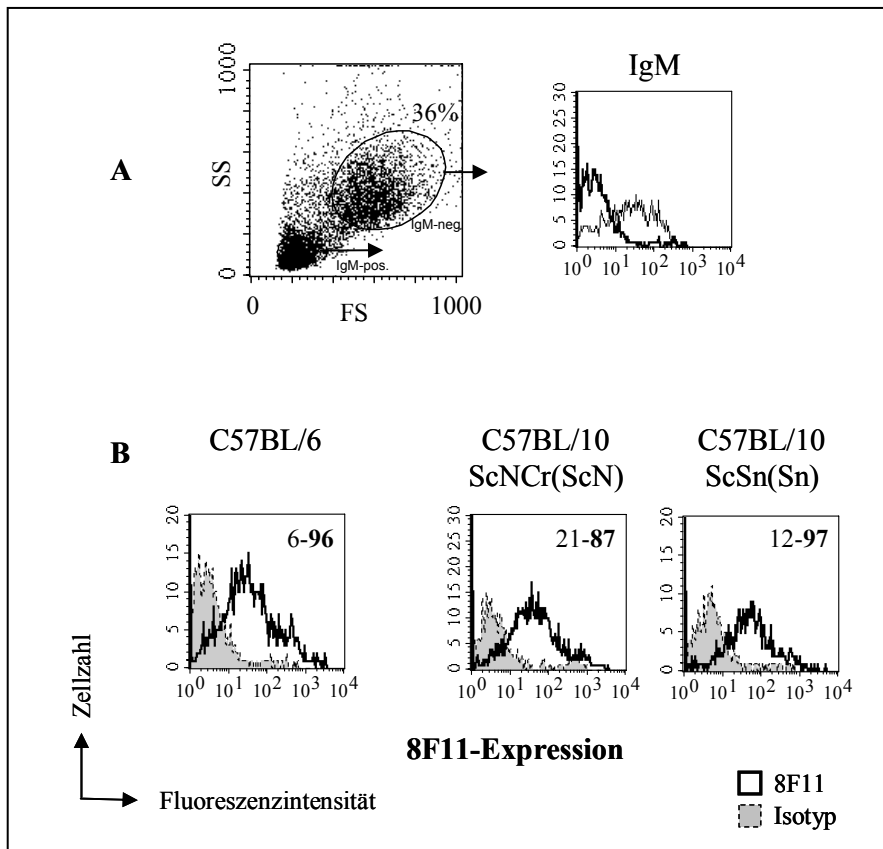 A
1000
SS
0
36%
IgM-neg.
IgM-pos.
0 FS 1000
IgM
30
25
20
15
10
5
0
10^0 10^1 10^2 10^3 10^4
B
C57BL/6
20
15
10
5
0
6-96
10^0 10^1 10^2 10^3 10^4
C57BL/10
ScNCr(ScN)
30
25
20
15
10
5
0
21-87
10^0 10^1 10^2 10^3 10^4
C57BL/10
ScSn(Sn)
20
15
10
5
0
12-97
10^0 10^1 10^2 10^3 10^4
Zellzahl
8F11-Expression
Fluoreszenzintensität
8F11
Isotyp